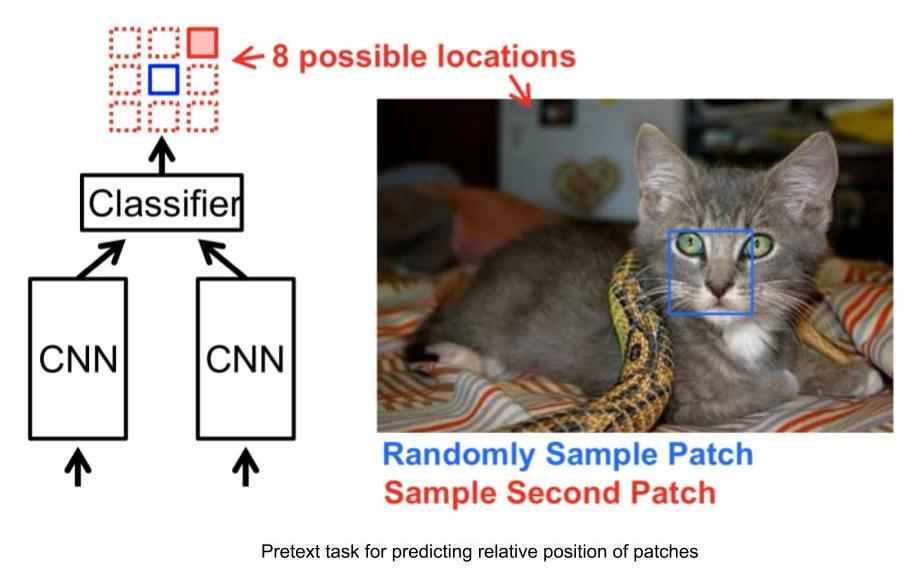 8 possible locations
Classifier
CNN
CNN
Randomly Sample Patch
Sample Second Patch
Pretext task for predicting relative position of patches